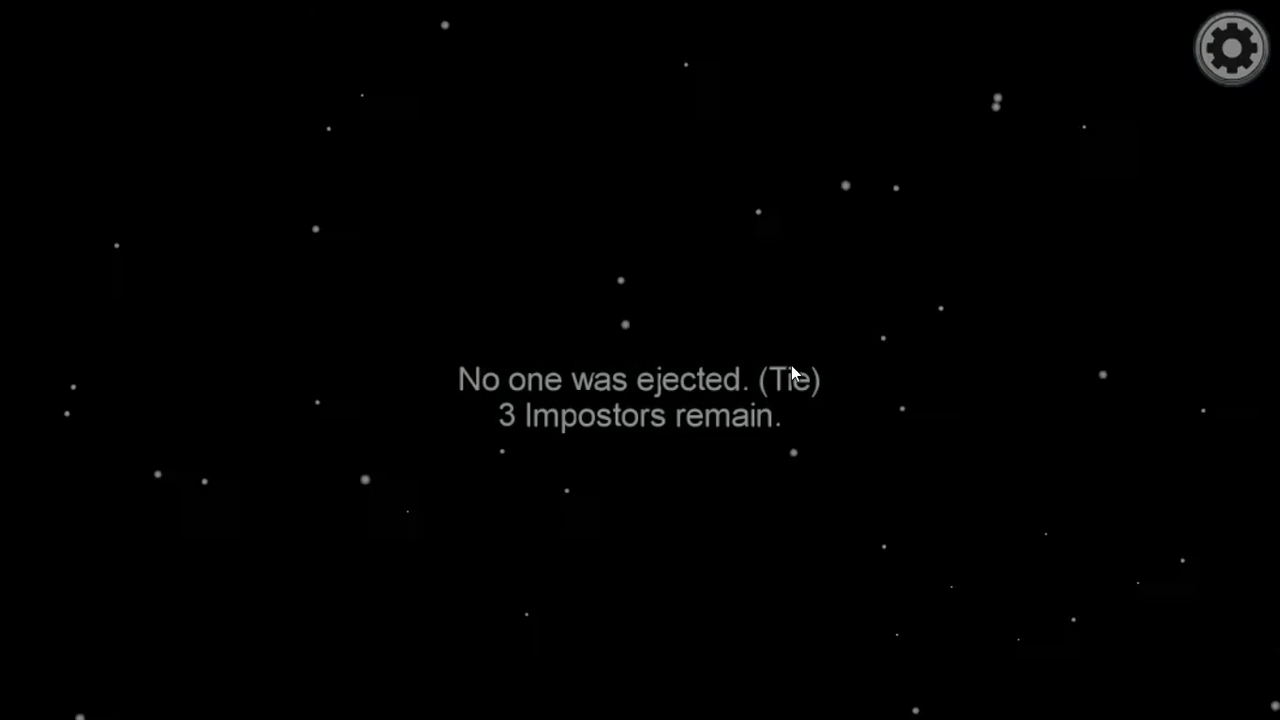 No one was ejected. (Tie)
3 Impostors remain.